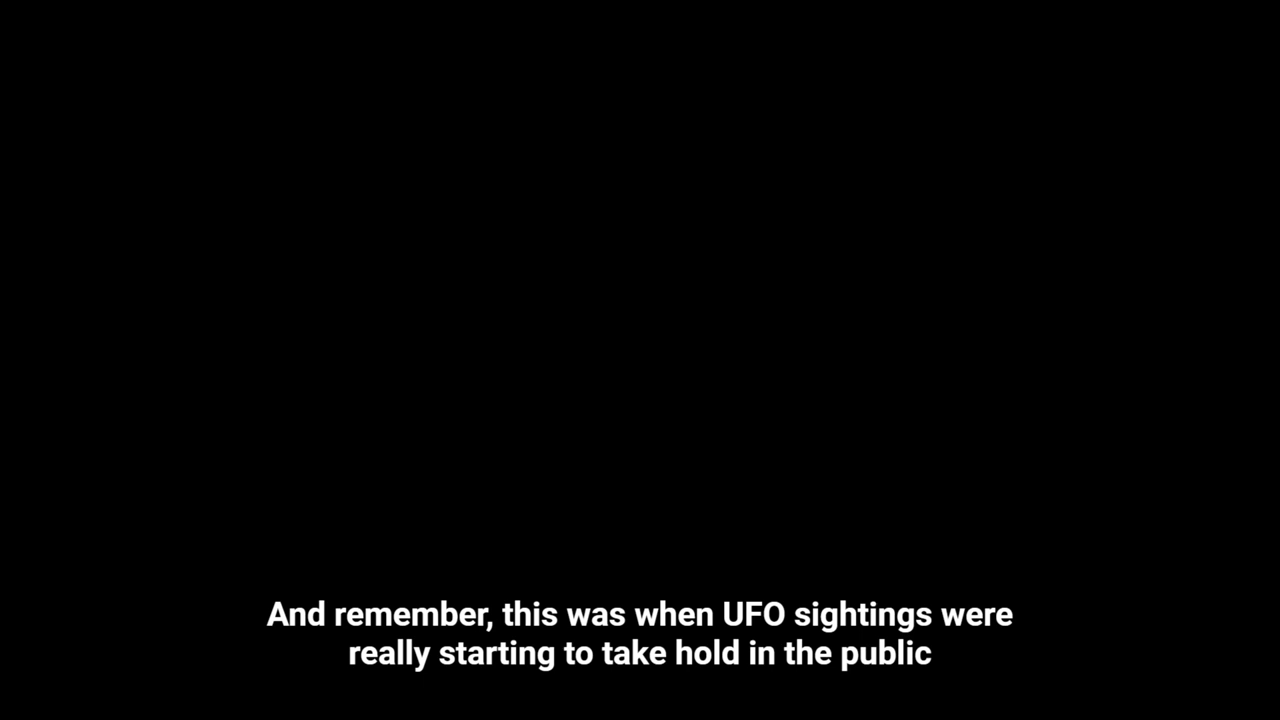 And remember, this was when UFO sightings were
really starting to take hold in the public